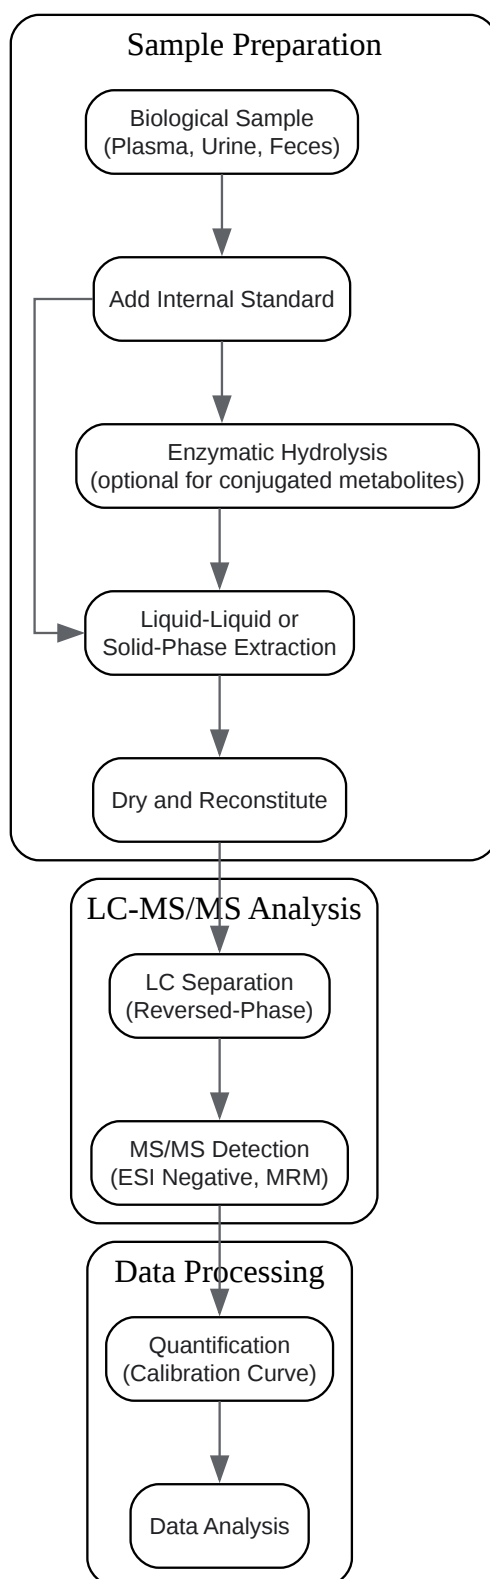 Sample Preparation
Biological Sample
(Plasma, Urine, Feces)
Add Internal Standard
Enzymatic Hydrolysis
(optional for conjugated metabolites)
Liquid-Liquid or
Solid-Phase Extraction
Dry and Reconstitute
LC-MS/MS Analysis
LC Separation
(Reversed-Phase)
MS/MS Detection
(ESI Negative, MRM)
Data Processing
Quantification
(Calibration Curve)
Data Analysis